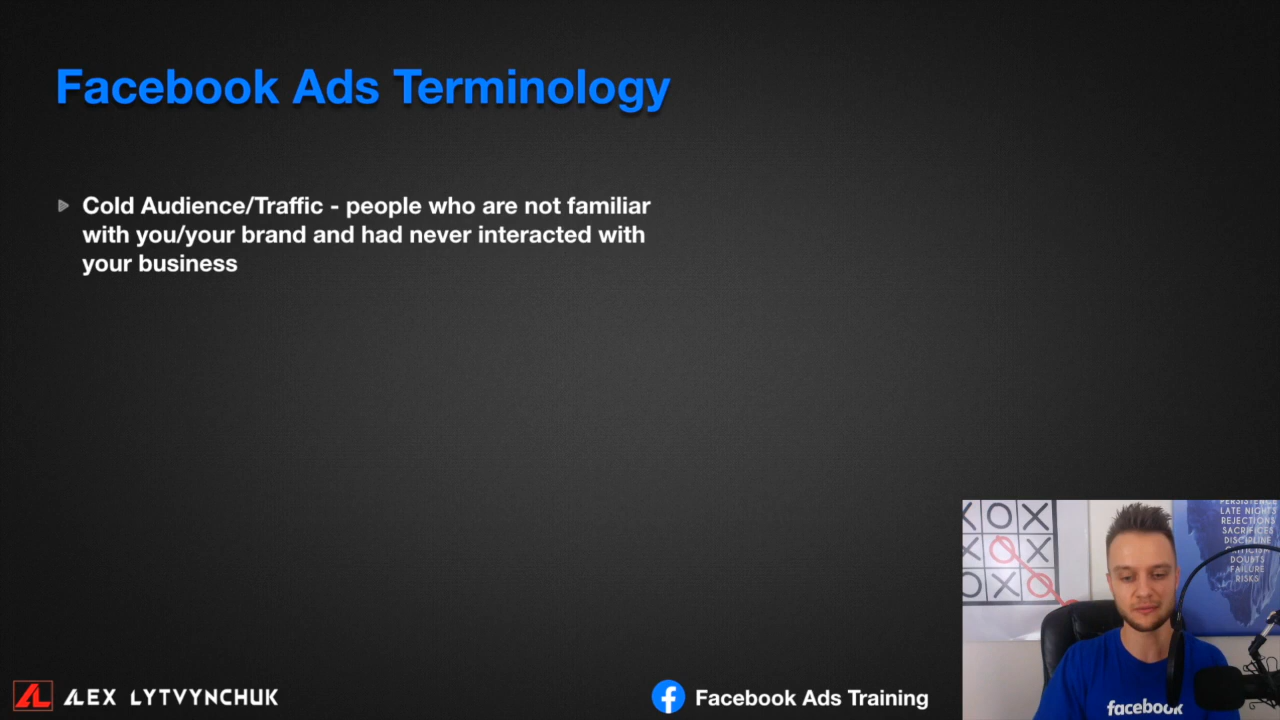 Facebook Ads Terminology
Cold Audience/Traffic - people who are not familiar
with you/your brand and had never interacted with
your business
X O X
X O X
O X O
PERSISTENCE
LATE NIGHTS
REJECTIONS
SACRIFICES
DISCIPLINE
CRITICISM
DOUBTS
FAILURE
RISKS
facebook
ALEX LYTVYNCHUK
Facebook Ads Training